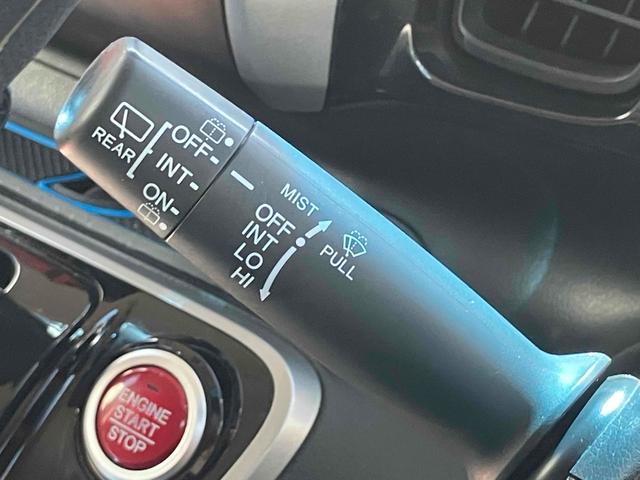 REAR
OFF
INT
ON
MIST
OFF
INT
LO
HI
PULL
ENGINE
START
STOP